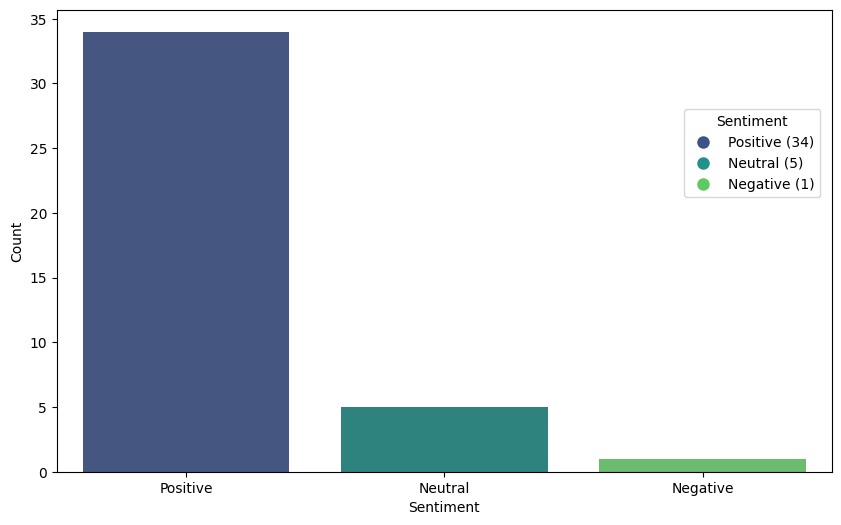 35
30
25
20
15
10
5
0
Count
Sentiment
Positive (34)
Neutral (5)
Negative (1)
Positive
Neutral
Negative
Sentiment